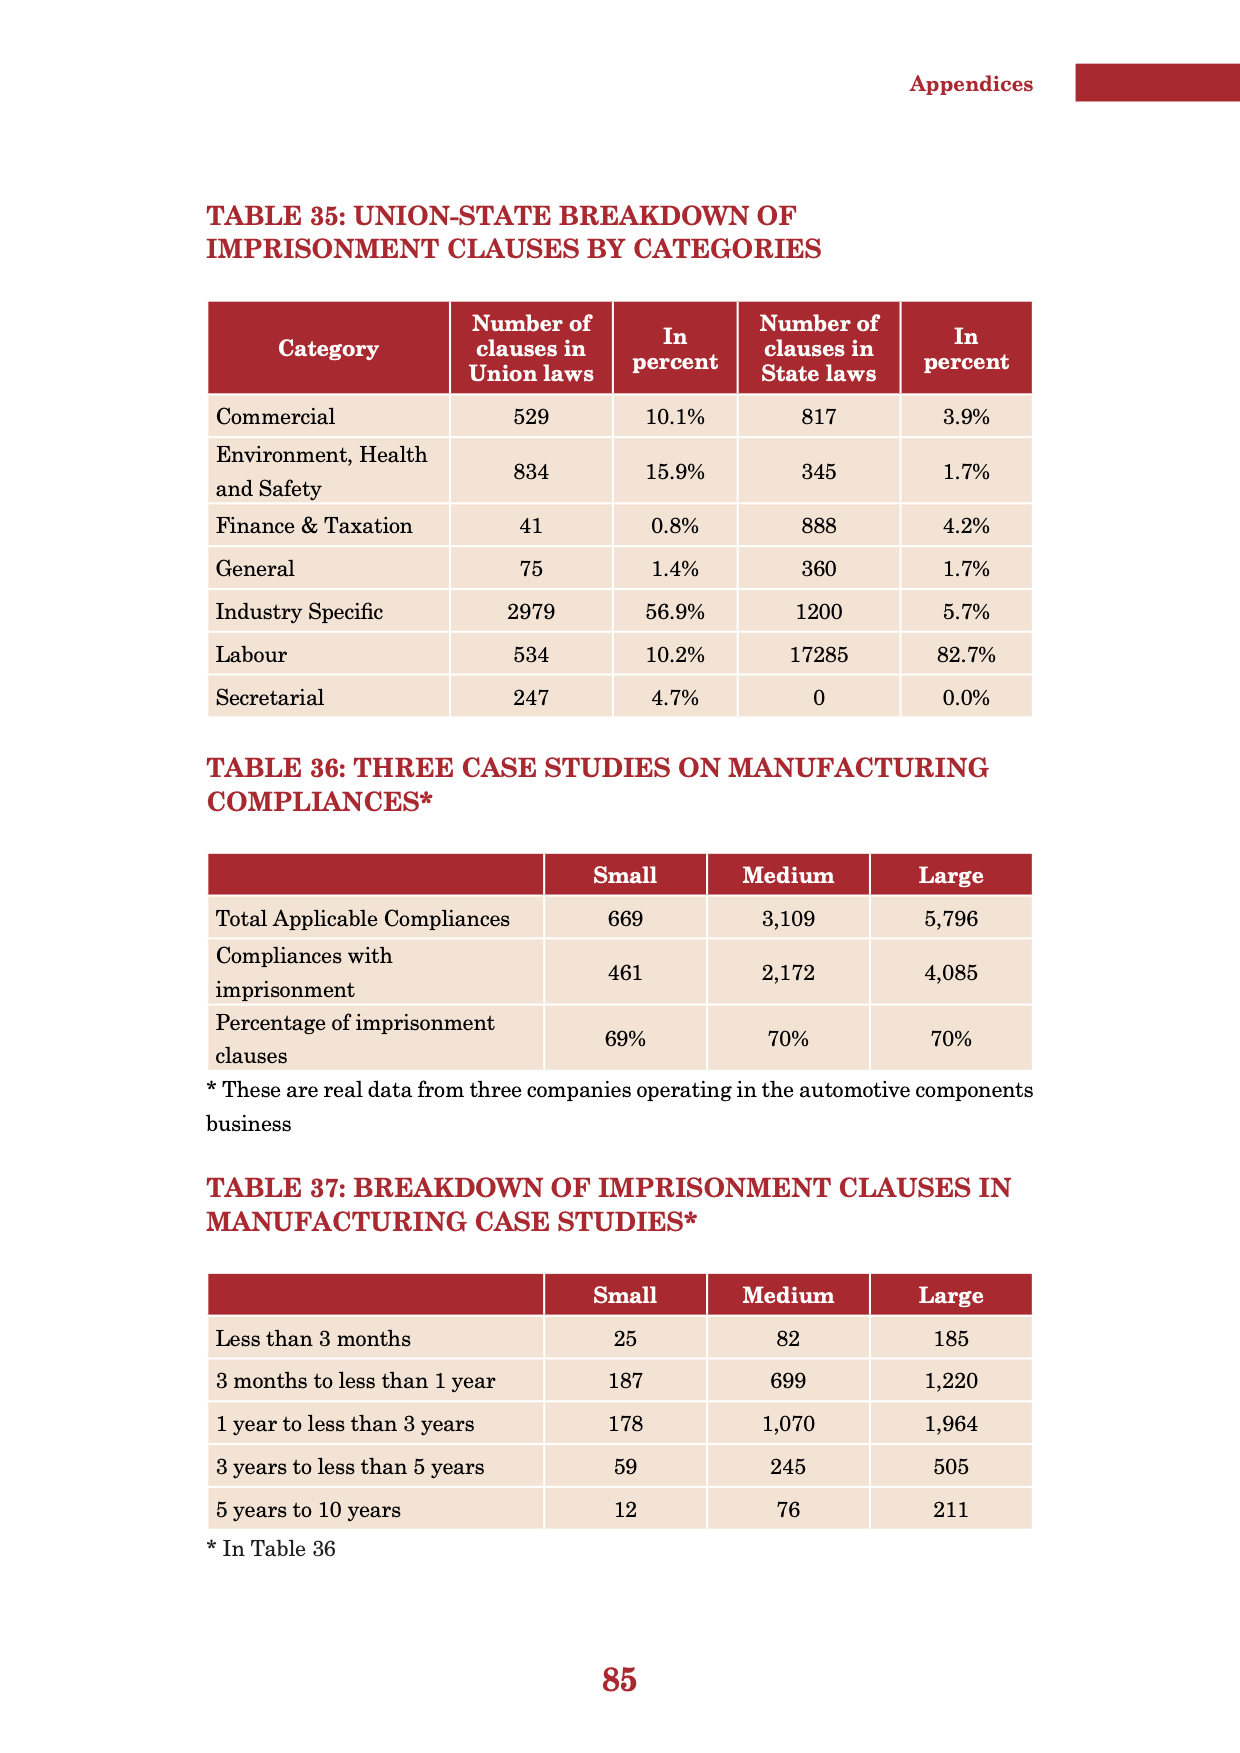 Appendices
TABLE 35: UNION-STATE BREAKDOWN OF
IMPRISONMENT CLAUSES BY CATEGORIES
Category Number of clauses in Union laws In percent Number of clauses in State laws In percent
Commercial 529 10.1% 817 3.9%
Environment, Health and Safety 834 15.9% 345 1.7%
Finance & Taxation 41 0.8% 888 4.2%
General 75 1.4% 360 1.7%
Industry Specific 2979 56.9% 1200 5.7%
Labour 534 10.2% 17285 82.7%
Secretarial 247 4.7% 0 0.0%
TABLE 36: THREE CASE STUDIES ON MANUFACTURING
COMPLIANCES*
Small Medium Large
Total Applicable Compliances 669 3,109 5,796
Compliances with imprisonment 461 2,172 4,085
Percentage of imprisonment clauses 69% 70% 70%
* These are real data from three companies operating in the automotive components
business
TABLE 37: BREAKDOWN OF IMPRISONMENT CLAUSES IN
MANUFACTURING CASE STUDIES*
Small Medium Large
Less than 3 months 25 82 185
3 months to less than 1 year 187 699 1,220
1 year to less than 3 years 178 1,070 1,964
3 years to less than 5 years 59 245 505
5 years to 10 years 12 76 211
* In Table 36
85